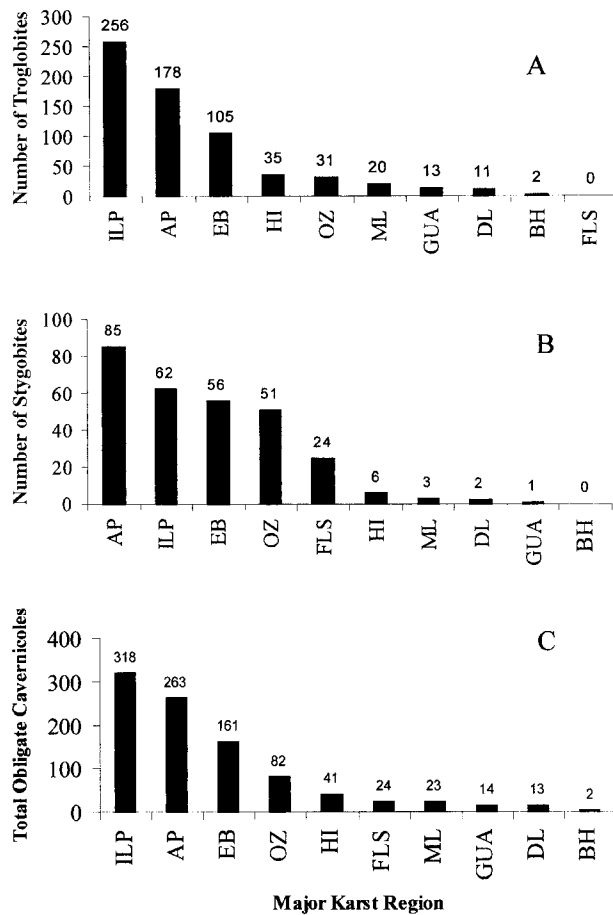 Number of Troglobites
300
250
200
150
100
50
0
256
178
105
35
31
20
13
11
2
0
A
ILP
AP
EB
HI
OZ
ML
GUA
DL
BH
FLS
Number of Stygobites
100
80
60
40
20
0
85
62
56
51
24
6
3
2
1
0
B
AP
ILP
EB
OZ
FLS
HI
ML
DL
GUA
BH
Total Obligate Cavernicoles
400
300
200
100
0
318
263
161
82
41
24
23
14
13
2
C
ILP
AP
EB
OZ
HI
FLS
ML
GUA
DL
BH
Major Karst Region